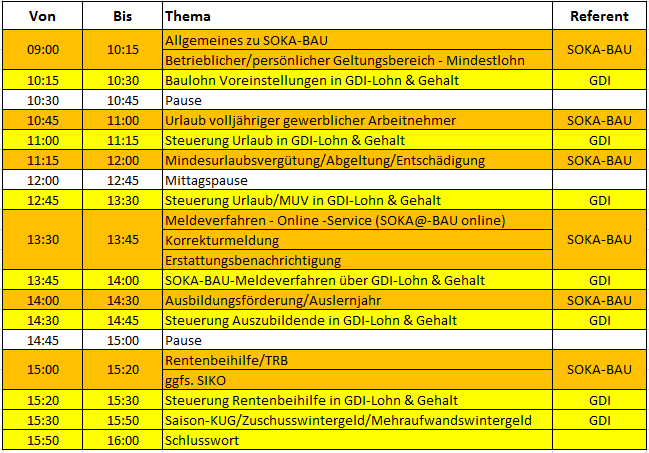 Von Bis Thema Referent
09:00 10:15 Allgemeines zu SOKA-BAU SOKA-BAU
Betrieblicher/persönlicher Geltungsbereich - Mindestlohn
10:15 10:30 Baulohn Voreinstellungen in GDI-Lohn & Gehalt GDI
10:30 10:45 Pause
10:45 11:00 Urlaub volljähriger gewerblicher Arbeitnehmer SOKA-BAU
11:00 11:15 Steuerung Urlaub in GDI-Lohn & Gehalt GDI
11:15 12:00 Mindesurlaubsvergütung/Abgeltung/Entschädigung SOKA-BAU
12:00 12:45 Mittagspause
12:45 13:30 Steuerung Urlaub/MUV in GDI-Lohn & Gehalt GDI
13:30 13:45 Meldeverfahren - Online -Service (SOKA@-BAU online) SOKA-BAU
Korrekturmeldung
Erstattungsbenachrichtigung
13:45 14:00 SOKA-BAU-Meldeverfahren über GDI-Lohn & Gehalt GDI
14:00 14:30 Ausbildungsförderung/Auslernjahr SOKA-BAU
14:30 14:45 Steuerung Auszubildende in GDI-Lohn & Gehalt GDI
14:45 15:00 Pause
15:00 15:20 Rentenbeihilfe/TRB SOKA-BAU
ggfs. SIKO
15:20 15:30 Steuerung Rentenbeihilfe in GDI-Lohn & Gehalt GDI
15:30 15:50 Saison-KUG/Zuschusswintergeld/Mehraufwandswintergeld GDI
15:50 16:00 Schlusswort